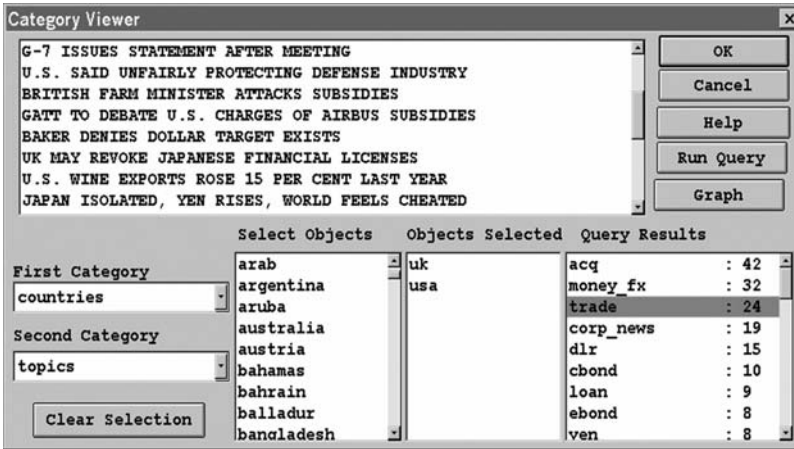 Category Viewer
G-7 ISSUES STATEMENT AFTER MEETING
U.S. SAID UNFAIRLY PROTECTING DEFENSE INDUSTRY
BRITISH FARM MINISTER ATTACKS SUBSIDIES
GATT TO DEBATE U.S. CHARGES OF AIRBUS SUBSIDIES
BAKER DENIES DOLLAR TARGET EXISTS
UK MAY REVOKE JAPANESE FINANCIAL LICENSES
U.S. WINE EXPORTS ROSE 15 PER CENT LAST YEAR
JAPAN ISOLATED, YEN RISES, WORLD FEELS CHEATED
OK
Cancel
Help
Run Query
Graph
First Category
countries
Second Category
topics
Clear Selection
Select Objects
arab
argentina
aruba
australia
austria
bahamas
bahrain
balladur
bangladesh
Objects Selected
uk
usa
Query Results
acq : 42
money_fx : 32
trade : 24
corp_news : 19
dlr : 15
cbond : 10
loan : 9
ebond : 8
yen : 8